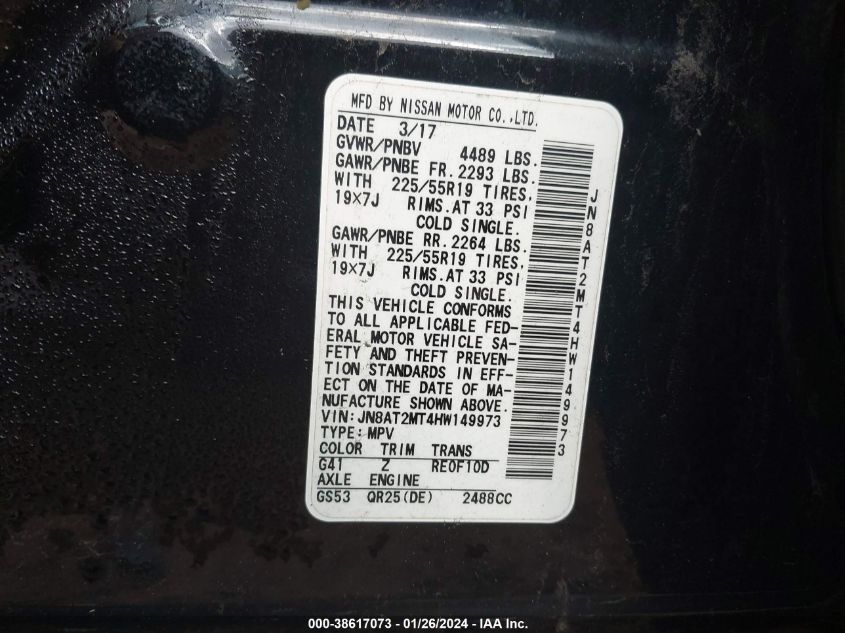 MFD BY NISSAN MOTOR CO.,LTD.
DATE 3/17
GVWR/PNBV 4489 LBS.
GAWR/PNBE FR. 2293 LBS.
WITH 225/55R19 TIRES,
19X7J RIMS. AT 33 PSI
COLD SINGLE.
GAWR/PNBE RR. 2264 LBS.
WITH 225/55R19 TIRES,
19X7J RIMS. AT 33 PSI
COLD SINGLE.
THIS VEHICLE CONFORMS
TO ALL APPLICABLE FED-
ERAL MOTOR VEHICLE SA-
FETY AND THEFT PREVEN-
TION STANDARDS IN EFF-
ECT ON THE DATE OF MA-
NUFACTURE SHOWN ABOVE.
VIN:JN8AT2MT4HW149973
TYPE:MPV
COLOR TRIM TRANS
G41 Z RE0F10D
AXLE ENGINE
GS53 QR25(DE) 2488CC
JN8AT2MT4HW149973
000-38617073 - 01/26/2024 - IAA Inc.